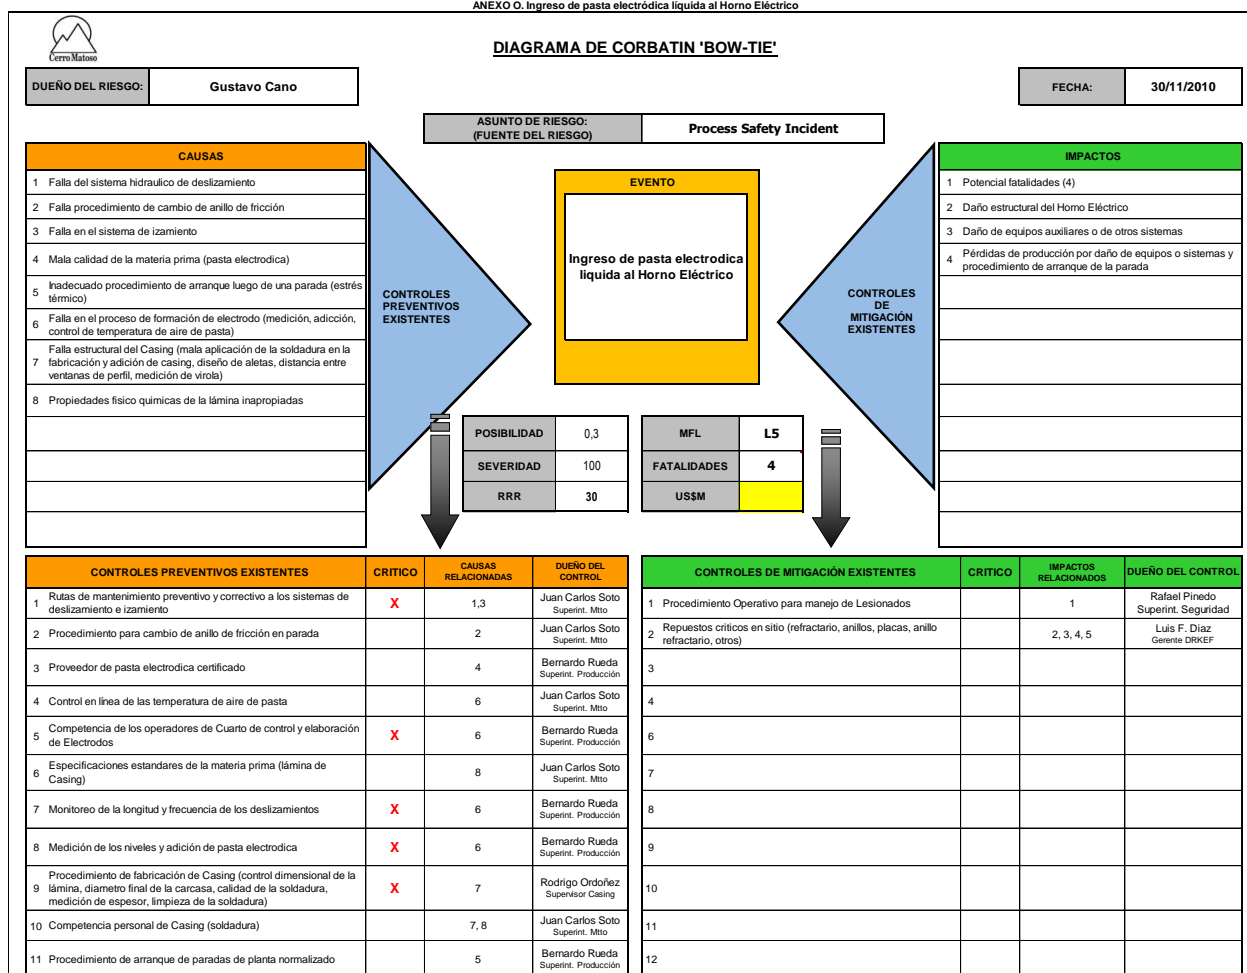 ANEXO O. Ingreso de pasta electródica líquida al Horno Eléctrico
Cerro Matoso
DIAGRAMA DE CORBATIN 'BOW-TIE'
DUEÑO DEL RIESGO:
Gustavo Cano
FECHA:
30/11/2010
ASUNTO DE RIESGO:
(FUENTE DEL RIESGO)
Process Safety Incident
CAUSAS
1 Falla del sistema hidraulico de deslizamiento
2 Falla procedimiento de cambio de anillo de fricción
3 Falla en el sistema de izamiento
4 Mala calidad de la materia prima (pasta electrodica)
5 Inadecuado procedimiento de arranque luego de una parada (estrés
térmico)
6 Falla en el proceso de formación de electrodo (medición, adicción,
control de temperatura de aire de pasta)
7 Falla estructural del Casing (mala aplicación de la soldadura en la
fabricación y adición de casing, diseño de aletas, distancia entre
ventanas de perfil, medición de virola)
8 Propiedades fisico quimicas de la lámina inapropiadas
CONTROLES
PREVENTIVOS
EXISTENTES
EVENTO
Ingreso de pasta electrodica
liquida al Horno Eléctrico
CONTROLES
DE
MITIGACIÓN
EXISTENTES
IMPACTOS
1 Potencial fatalidades (4)
2 Daño estructural del Horno Eléctrico
3 Daño de equipos auxiliares o de otros sistemas
4 Pérdidas de producción por daño de equipos o sistemas y
procedimiento de arranque de la parada
POSIBILIDAD 0,3
SEVERIDAD 100
RRR 30
MFL L5
FATALIDADES 4
US$M
CONTROLES PREVENTIVOS EXISTENTES
CRITICO
CAUSAS
RELACIONADAS
DUEÑO DEL
CONTROL
1 Rutas de mantenimiento preventivo y correctivo a los sistemas de
deslizamiento e izamiento
X
1,3
Juan Carlos Soto
Superint. Mtto
2 Procedimiento para cambio de anillo de fricción en parada
2
Juan Carlos Soto
Superint. Mtto
3 Proveedor de pasta electrodica certificado
4
Bernardo Rueda
Superint. Producción
4 Control en línea de las temperatura de aire de pasta
6
Juan Carlos Soto
Superint. Mtto
5 Competencia de los operadores de Cuarto de control y elaboración
de Electrodos
X
6
Bernardo Rueda
Superint. Producción
6 Especificaciones estandares de la materia prima (lámina de
Casing)
8
Juan Carlos Soto
Superint. Mtto
7 Monitoreo de la longitud y frecuencia de los deslizamientos
X
6
Bernardo Rueda
Superint. Producción
8 Medición de los niveles y adición de pasta electrodica
X
6
Bernardo Rueda
Superint. Producción
9 Procedimiento de fabricación de Casing (control dimensional de la
lámina, diametro final de la carcasa, calidad de la soldadura,
medición de espesor, limpieza de la soldadura)
X
7
Rodrigo Ordoñez
Supervisor Casing
10 Competencia personal de Casing (soldadura)
7, 8
Juan Carlos Soto
Superint. Mtto
11 Procedimiento de arranque de paradas de planta normalizado
5
Bernardo Rueda
Superint. Producción
CONTROLES DE MITIGACIÓN EXISTENTES
CRITICO
IMPACTOS
RELACIONADOS
DUEÑO DEL CONTROL
1 Procedimiento Operativo para manejo de Lesionados
1
Rafael Pinedo
Superint. Seguridad
2 Repuestos criticos en sitio (refractario, anillos, placas, anillo
refractario, otros)
2, 3, 4, 5
Luis F. Diaz
Gerente DRKEF
3
4
6
7
8
9
10
11
12